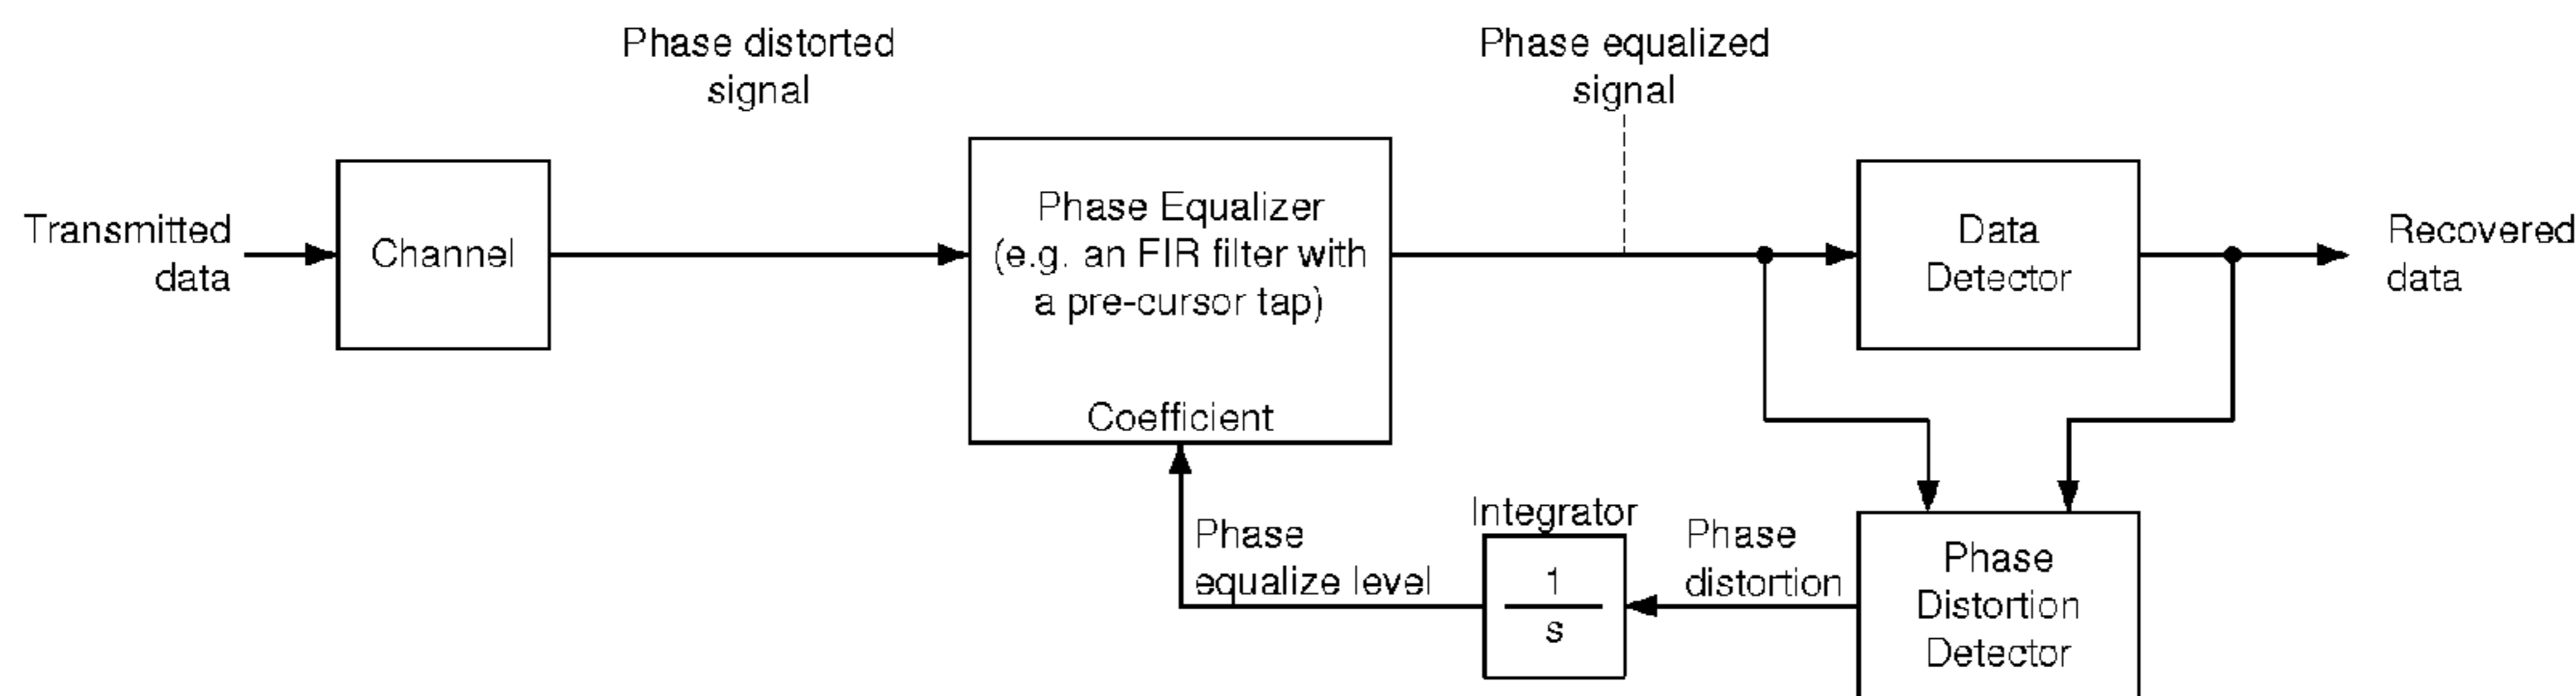 Phase distorted
signal
Phase equalized
signal
Transmitted
data
Channel
Phase Equalizer
(e.g. an FIR filter with
a pre-cursor tap)
Coefficient
Data
Detector
Recovered
data
Phase
equalize level
Integrator
1
s
Phase
distortion
Phase
Distortion
Detector